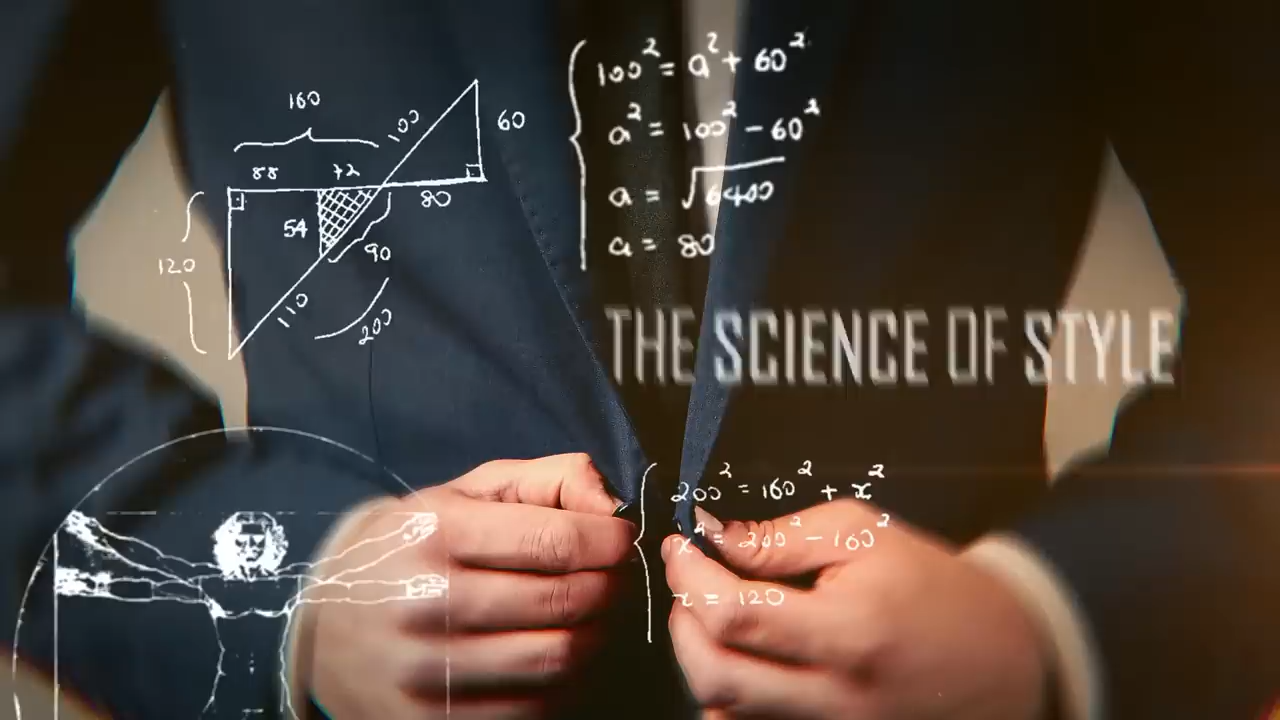 160
100
60
88
72
80
54
90
120
110
200
100² = a² + 60²
a² = 100² - 60²
a = √6400
a = 80
THE SCIENCE OF STYLE
200² = 160² + x²
x² = 200² - 160²
x = 120